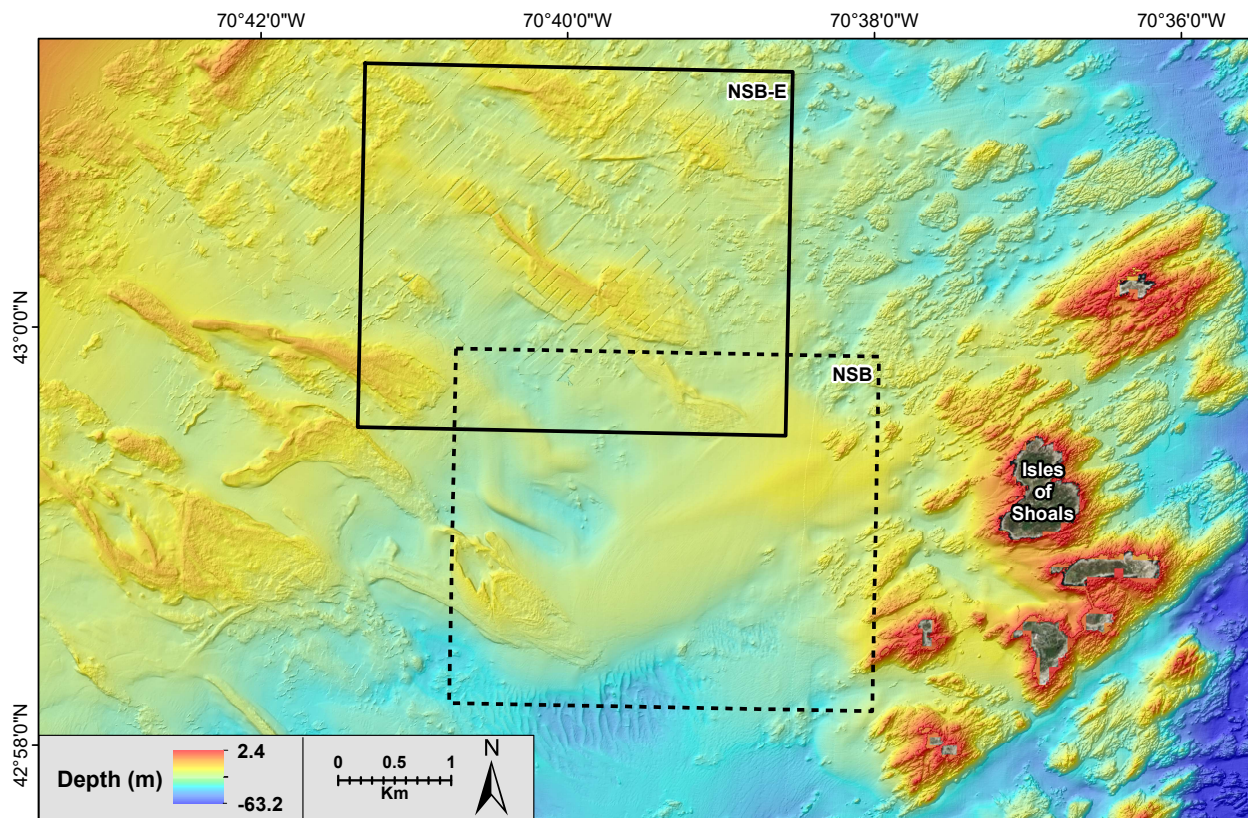 70°42'0"W
70°40'0"W
70°38'0"W
70°36'0"W
43°0'0"N
42°58'0"N
NSB-E
NSB
Isles
of
Shoals
Depth (m)
2.4
-63.2
0 0.5 1
Km
N